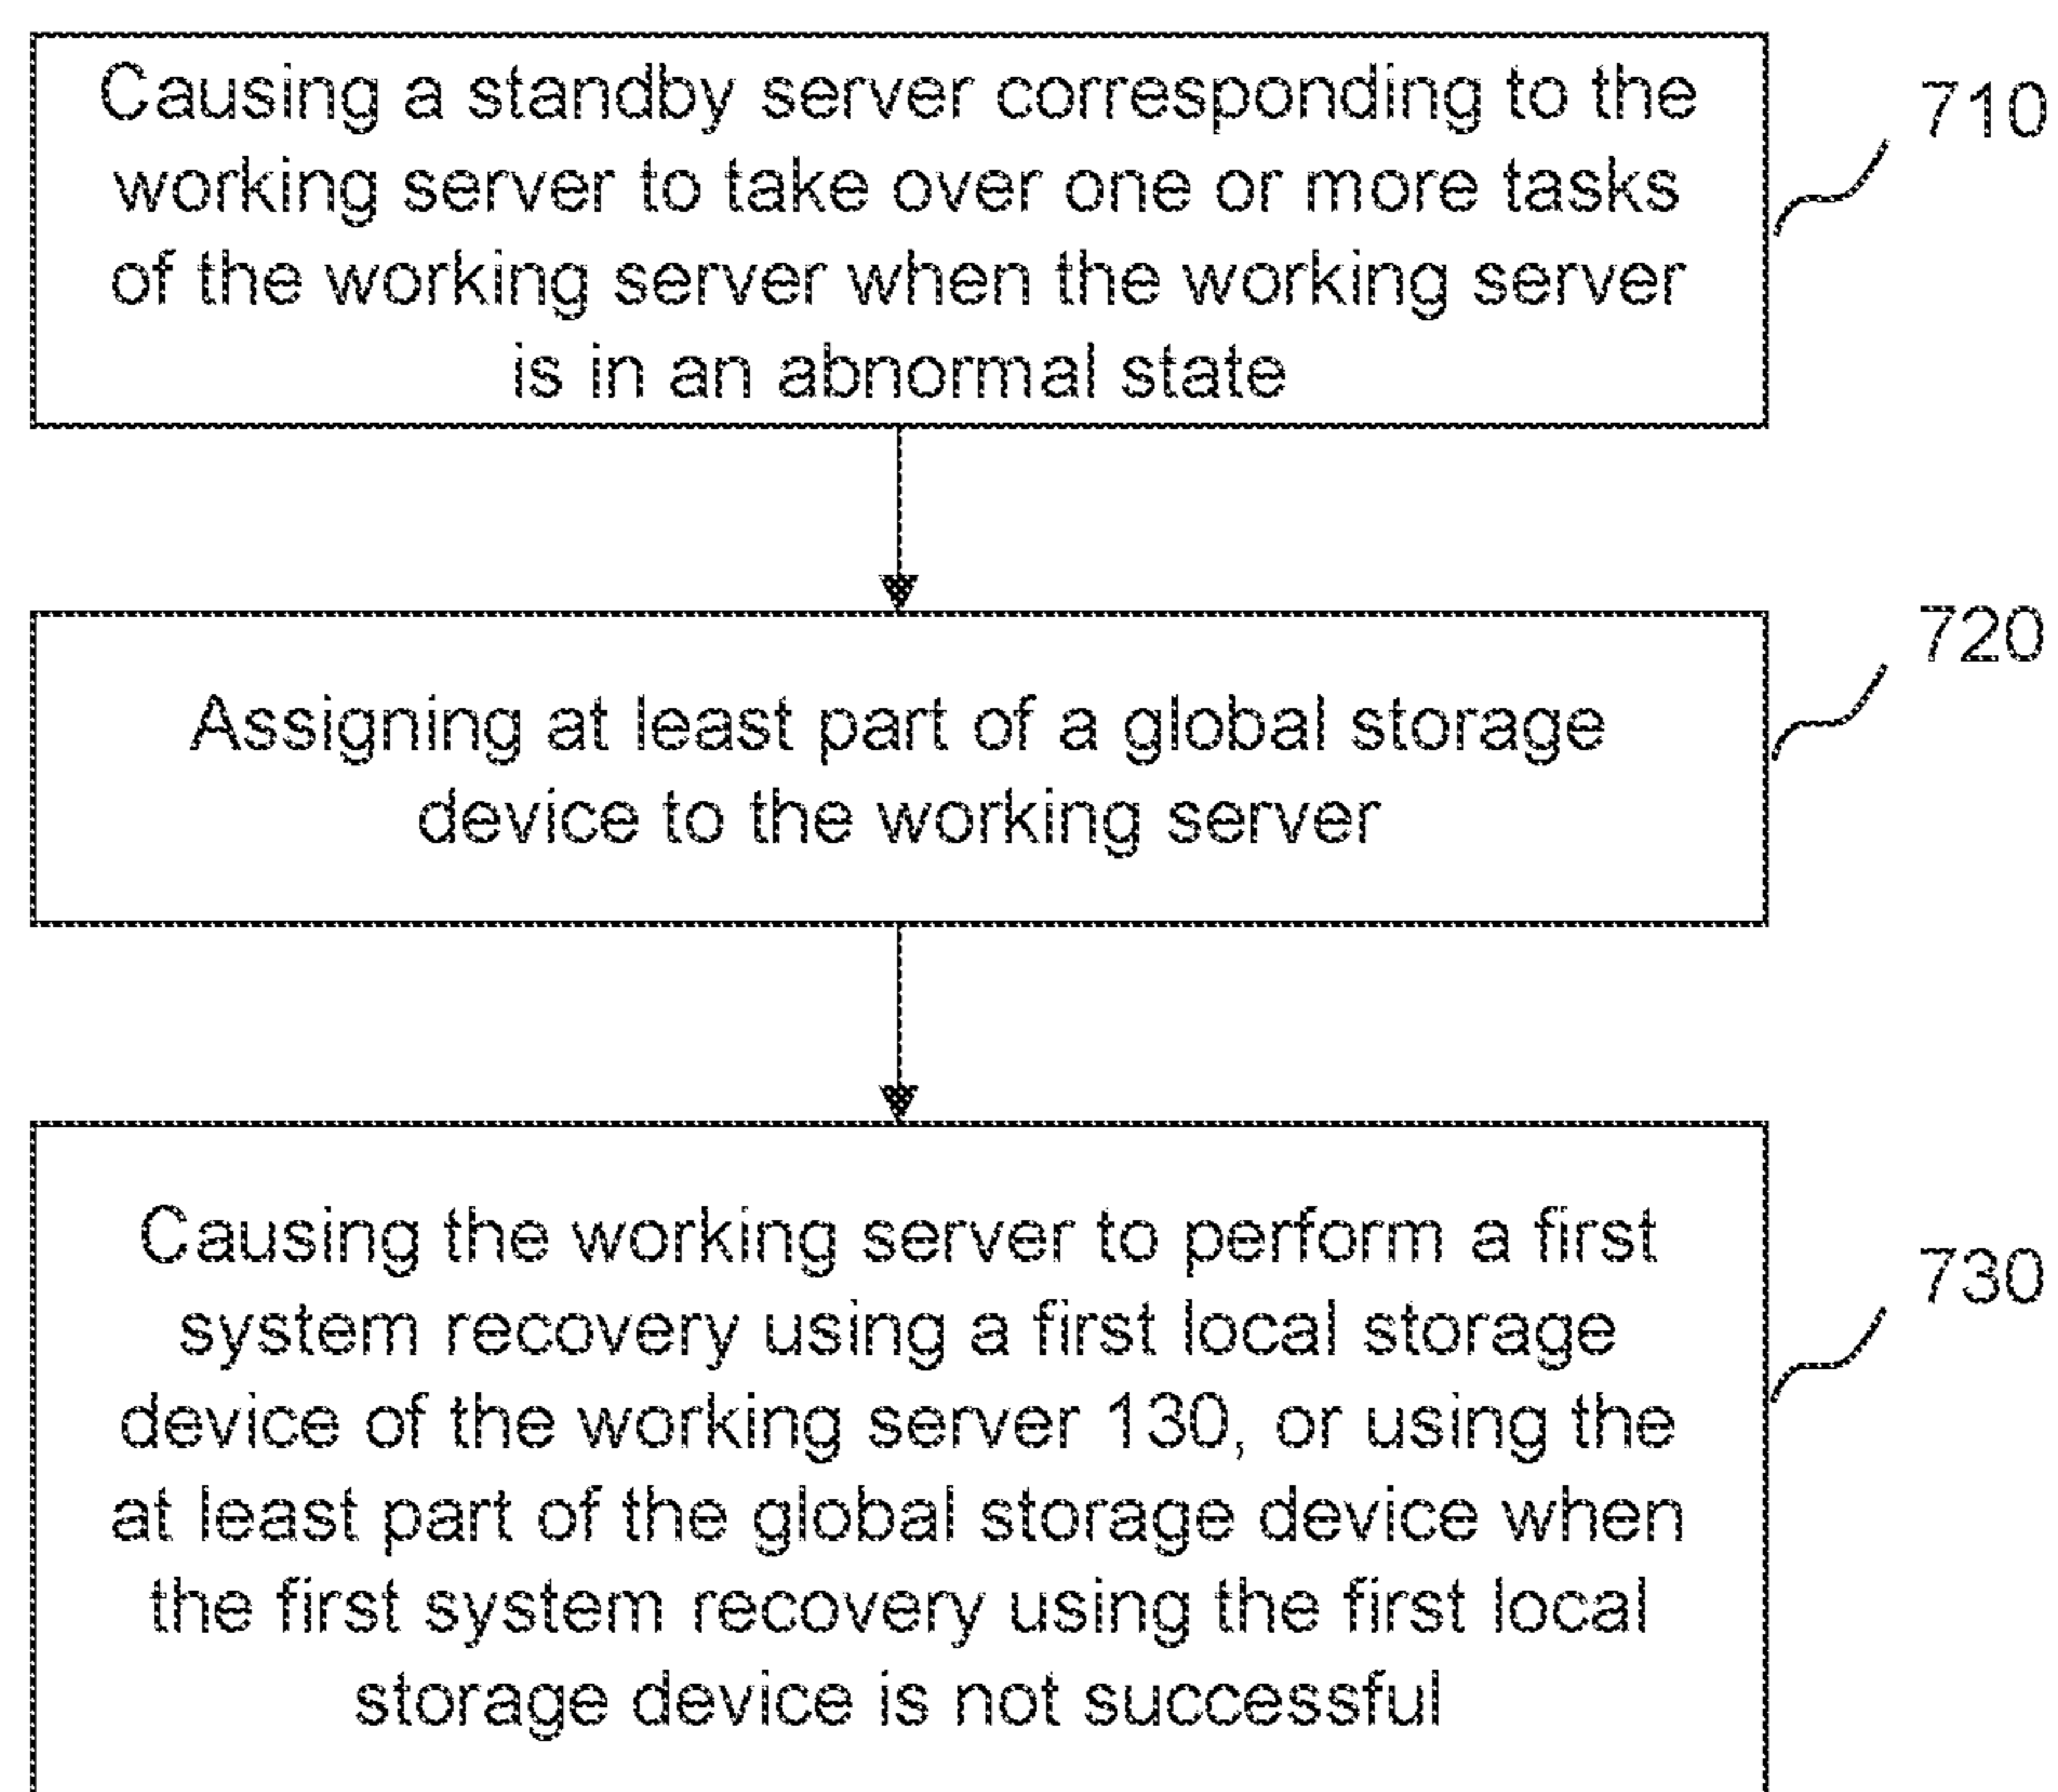 Causing a standby server corresponding to the
working server to take over one or more tasks
of the working server when the working server
is in an abnormal state
710
Assigning at least part of a global storage
device to the working server
720
Causing the working server to perform a first
system recovery using a first local storage
device of the working server 130, or using the
at least part of the global storage device when
the first system recovery using the first local
storage device is not successful
730